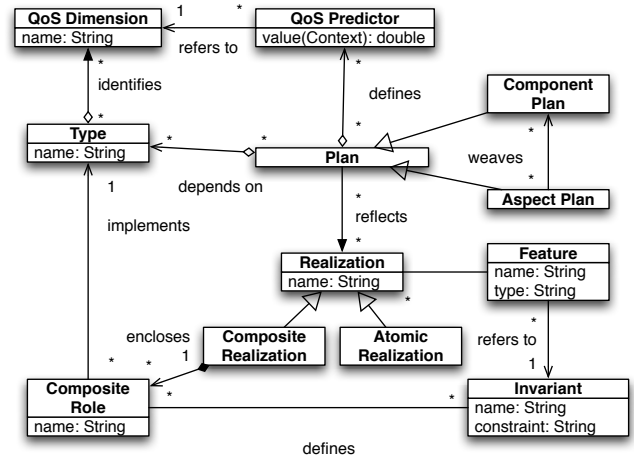 QoS Dimension
name: String
1
*
refers to
QoS Predictor
value(Context): double
*
identifies
*
Type
name: String
*
*
depends on
*
defines
*
Plan
Component
Plan
*
weaves
*
Aspect Plan
1
implements
*
reflects
*
Realization
name: String
*
Feature
name: String
type: String
*
refers to
1
encloses
1
*
Composite
Realization
Atomic
Realization
*
Composite
Role
name: String
*
*
defines
Invariant
name: String
constraint: String